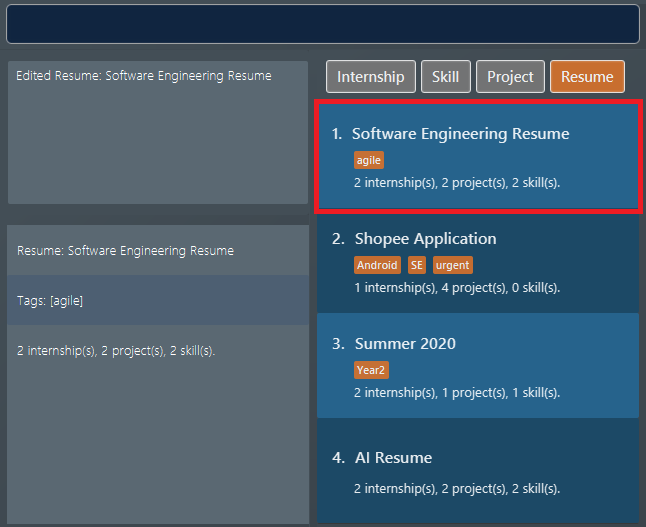 Edited Resume: Software Engineering Resume
Resume: Software Engineering Resume
Tags: [agile]
2 internship(s), 2 project(s), 2 skill(s).
Internship Skill Project Resume
1. Software Engineering Resume
agile
2 internship(s), 2 project(s), 2 skill(s).
2. Shopee Application
Android SE urgent
1 internship(s), 4 project(s), 0 skill(s).
3. Summer 2020
Year2
2 internship(s), 1 project(s), 1 skill(s).
4. AI Resume
2 internship(s), 2 project(s), 2 skill(s).